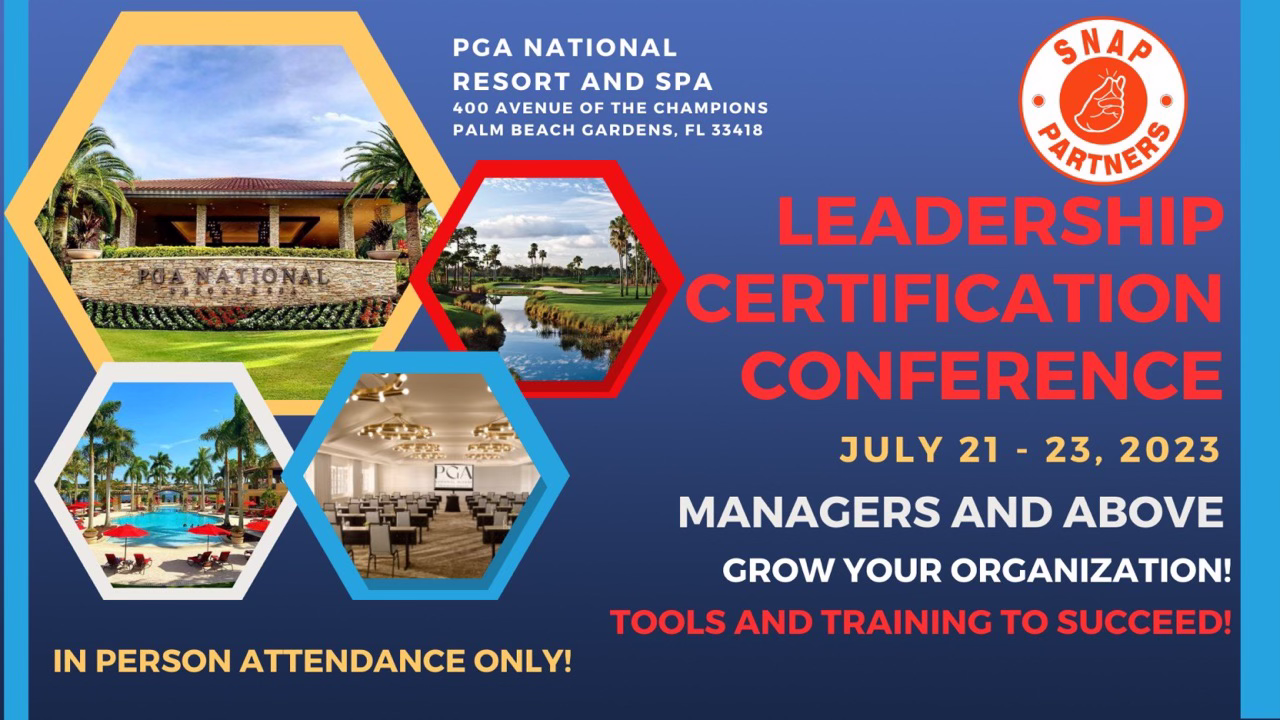 PGA NATIONAL
RESORT AND SPA
400 AVENUE OF THE CHAMPIONS
PALM BEACH GARDENS, FL 33418
SNAP
PARTNERS
PGA NATIONAL
LEADERSHIP
CERTIFICATION
CONFERENCE
JULY 21 - 23, 2023
PGA
MANAGERS AND ABOVE
GROW YOUR ORGANIZATION!
TOOLS AND TRAINING TO SUCCEED!
IN PERSON ATTENDANCE ONLY!